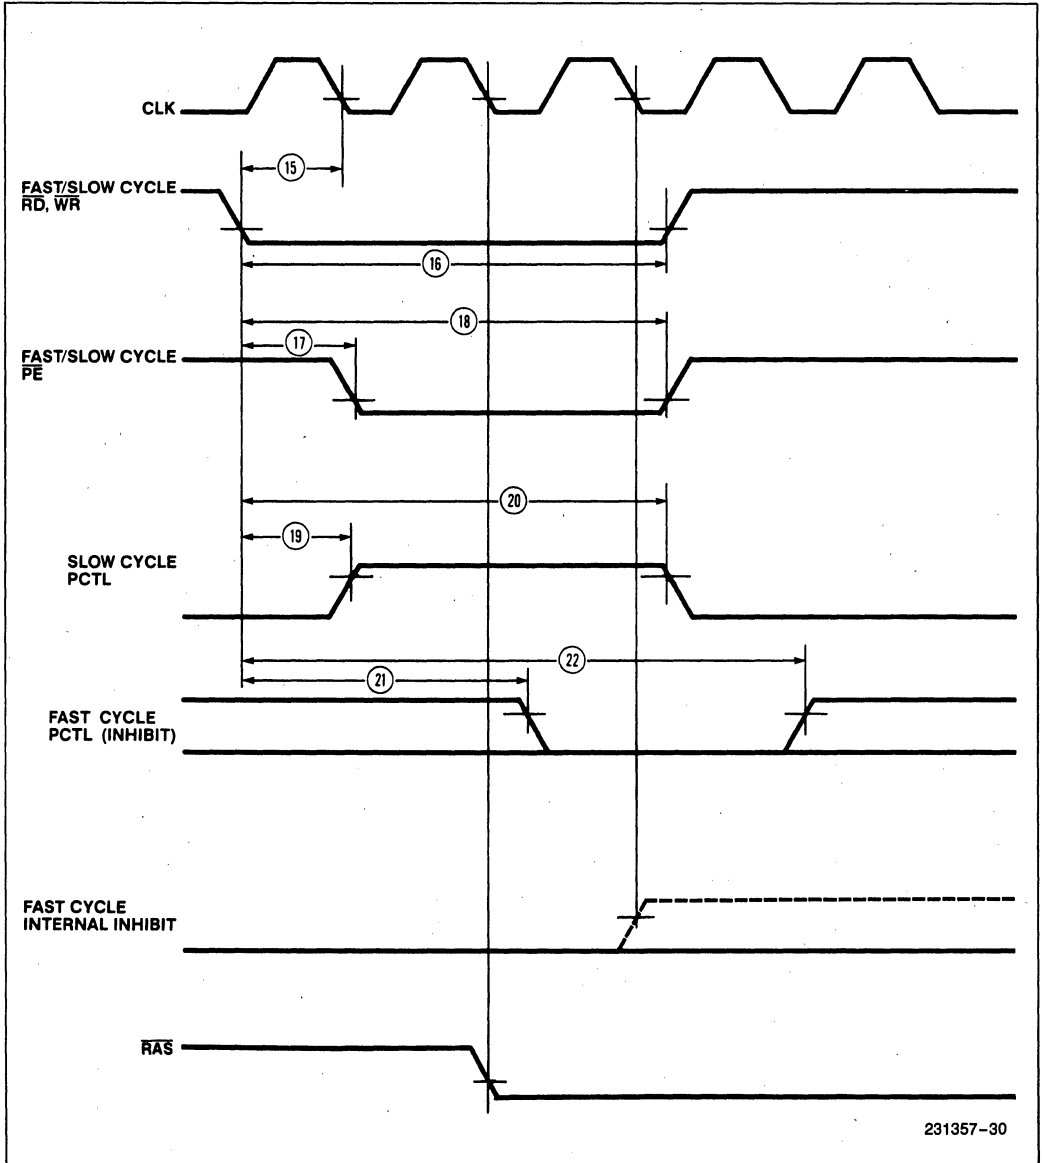 CLK
15
FAST/SLOW CYCLE
RD, WR
16
18
17
FAST/SLOW CYCLE
PE
20
19
SLOW CYCLE
PCTL
22
21
FAST CYCLE
PCTL (INHIBIT)
FAST CYCLE
INTERNAL INHIBIT
RAS
231357-30